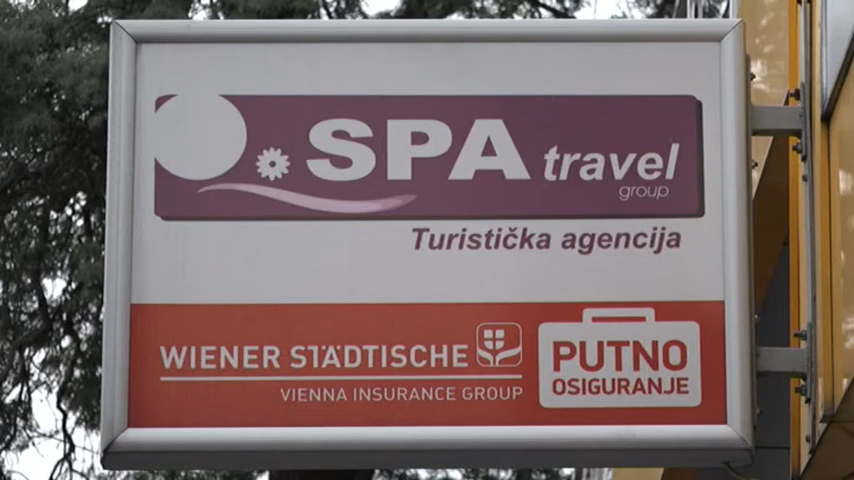 SPA travel
group
Turistička agencija
WIENER STÄDTISCHE
VIENNA INSURANCE GROUP
PUTNO
OSIGURANJE